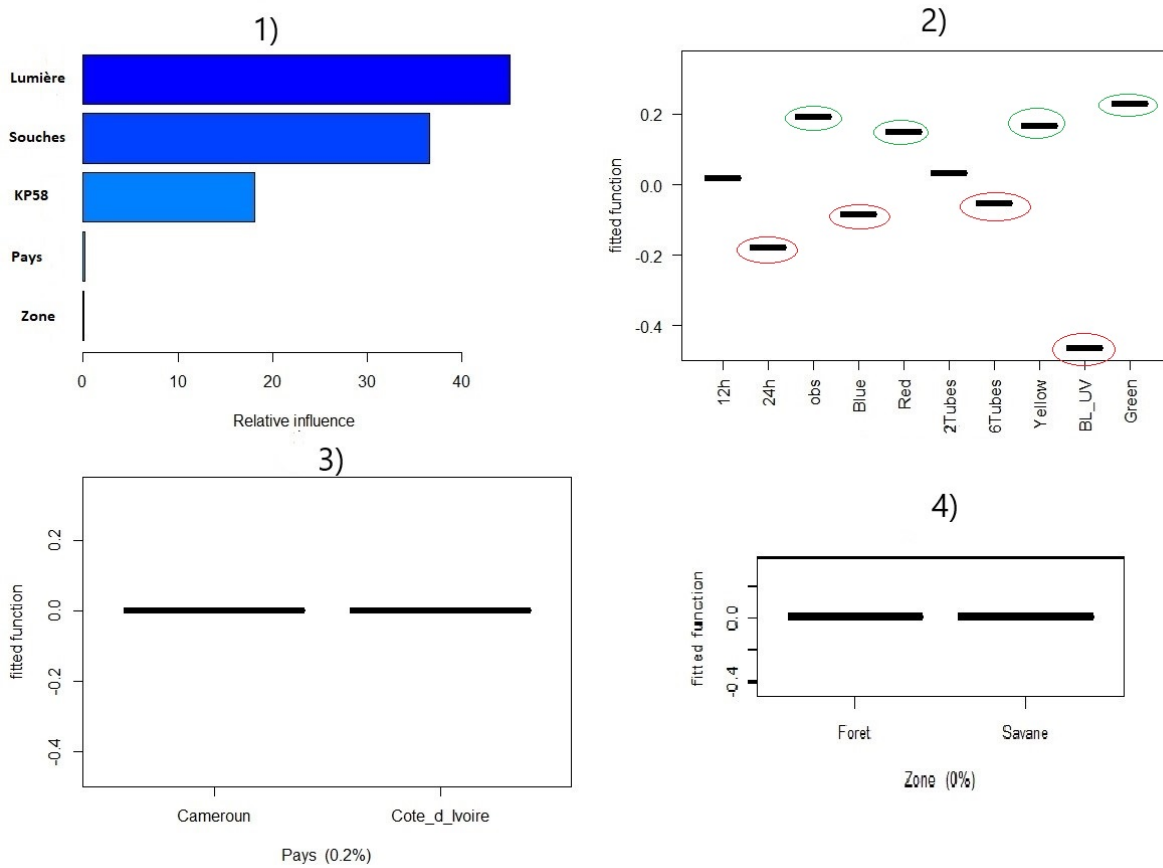 1)
Lumière
Souches
KP58
Pays
Zone
0 10 20 30 40
Relative influence
2)
fitted function
0.2
0.0
-0.2
-0.4
12h
24h
obs
Blue
Red
2Tubes
6Tubes
Yellow
BL_UV
Green
3)
fitted function
0.2
0.0
-0.2
-0.4
Cameroun Cote_d_Ivoire
Pays (0.2%)
4)
fitted function
0.0
-0.4
Foret Savane
Zone (0%)